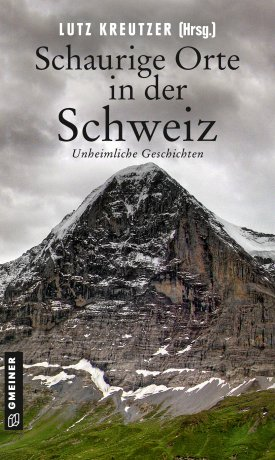 LUTZ KREUTZER (Hrsg.)
Schaurige Orte
in der
Schweiz
Unheimliche Geschichten
GMEINER